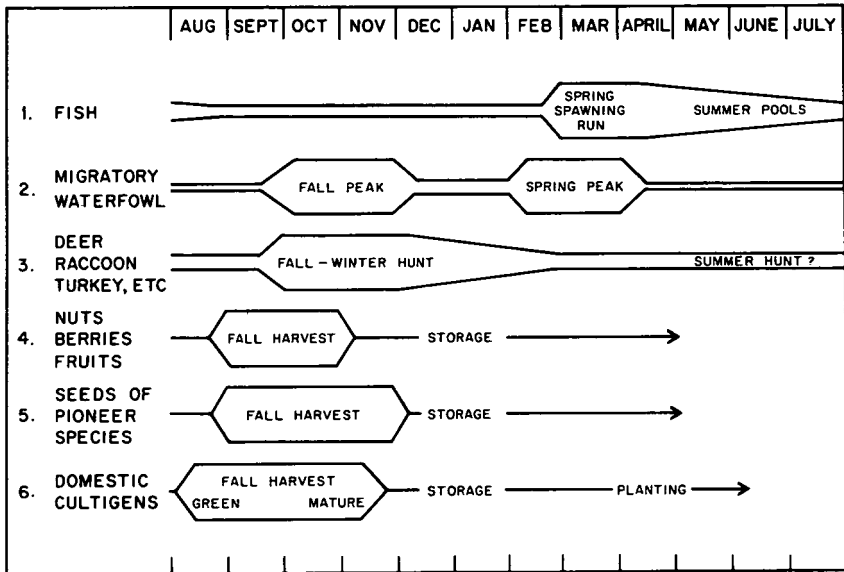 AUG SEPT OCT NOV DEC JAN FEB MAR APRIL MAY JUNE JULY
1. FISH
SPRING
SPAWNING
RUN
SUMMER POOLS
2. MIGRATORY
WATERFOWL
FALL PEAK
SPRING PEAK
3. DEER
RACCOON
TURKEY, ETC
FALL – WINTER HUNT
SUMMER HUNT ?
4. NUTS
BERRIES
FRUITS
FALL HARVEST
STORAGE
5. SEEDS OF
PIONEER
SPECIES
FALL HARVEST
STORAGE
6. DOMESTIC
CULTIGENS
FALL HARVEST
GREEN MATURE
STORAGE
PLANTING